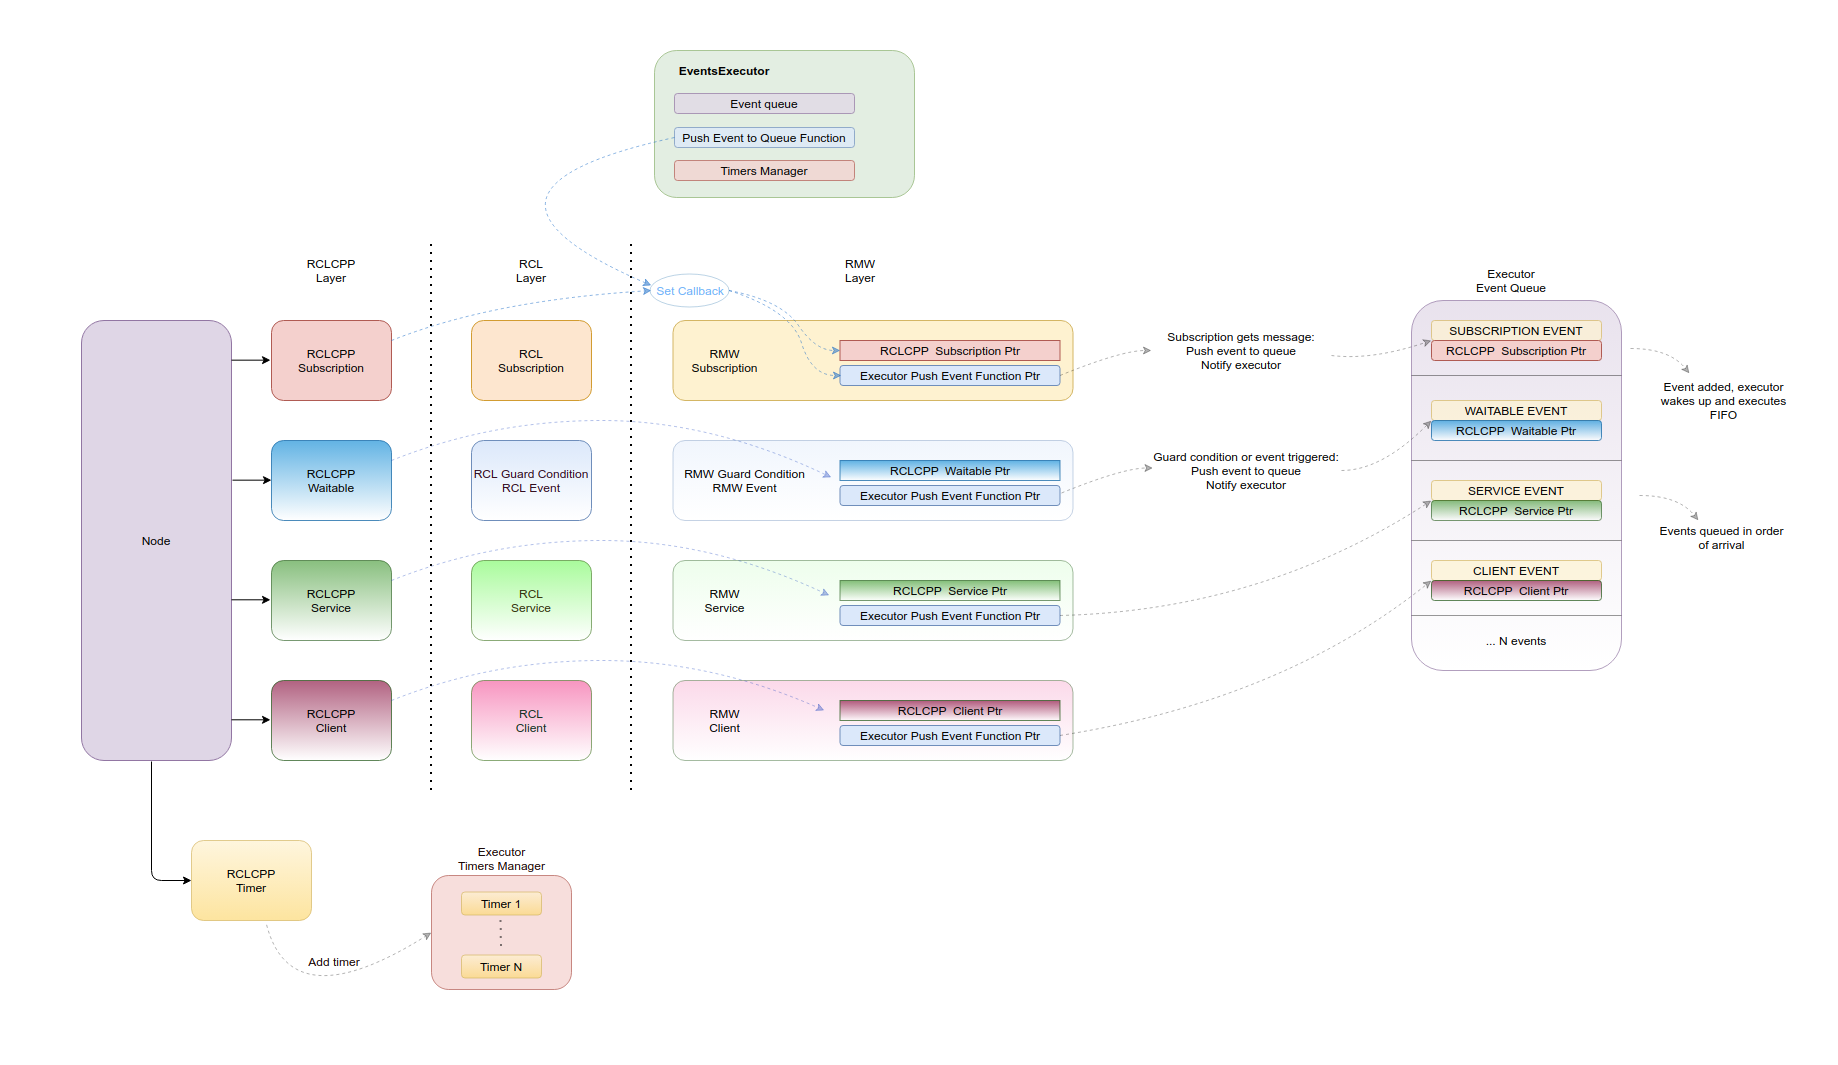 EventsExecutor
Event queue
Push Event to Queue Function
Timers Manager
RCLCPP
Layer
RCL
Layer
RMW
Layer
Set Callback
Executor
Event Queue
Node
RCLCPP
Subscription
RCL
Subscription
RMW
Subscription
RCLCPP Subscription Ptr
Executor Push Event Function Ptr
Subscription gets message:
Push event to queue
Notify executor
SUBSCRIPTION EVENT
RCLCPP Subscription Ptr
Event added, executor
wakes up and executes
FIFO
RCLCPP
Waitable
RCL Guard Condition
RCL Event
RMW Guard Condition
RMW Event
RCLCPP Waitable Ptr
Executor Push Event Function Ptr
Guard condition or event triggered:
Push event to queue
Notify executor
WAITABLE EVENT
RCLCPP Waitable Ptr
SERVICE EVENT
RCLCPP Service Ptr
Events queued in order
of arrival
RCLCPP
Service
RCL
Service
RMW
Service
RCLCPP Service Ptr
Executor Push Event Function Ptr
CLIENT EVENT
RCLCPP Client Ptr
... N events
RCLCPP
Client
RCL
Client
RMW
Client
RCLCPP Client Ptr
Executor Push Event Function Ptr
RCLCPP
Timer
Add timer
Executor
Timers Manager
Timer 1
Timer N